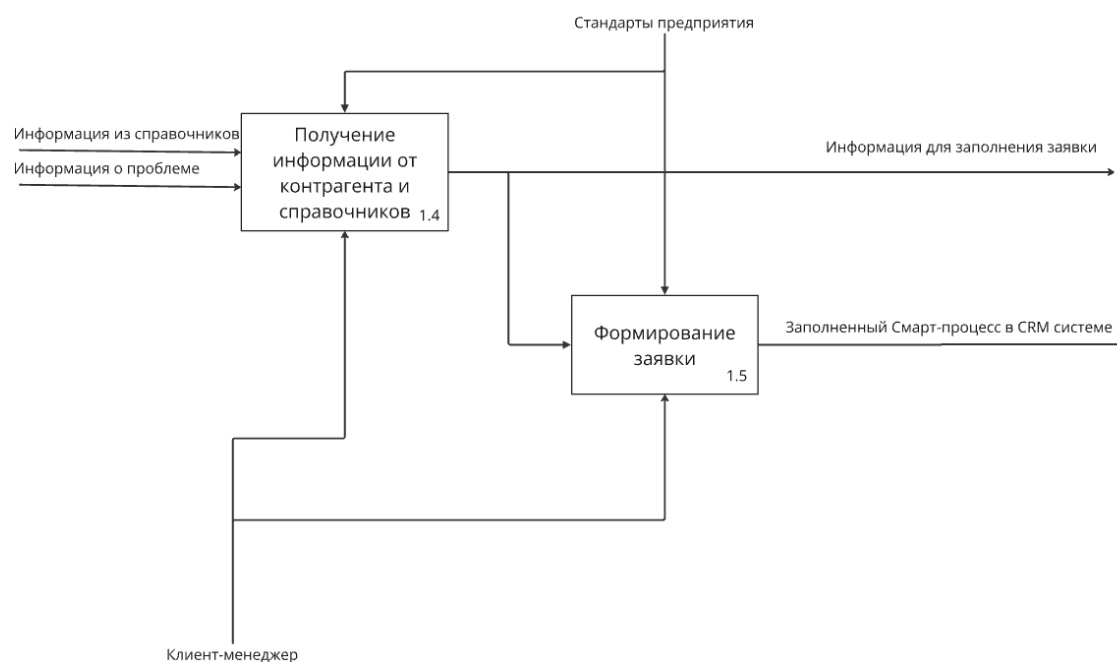 Стандарты предприятия
Информация из справочников
Информация о проблеме
Получение
информации от
контрагента и
справочников 1.4
Информация для заполнения заявки
Формирование
заявки
1.5
Заполненный Смарт-процесс в CRM системе
Клиент-менеджер